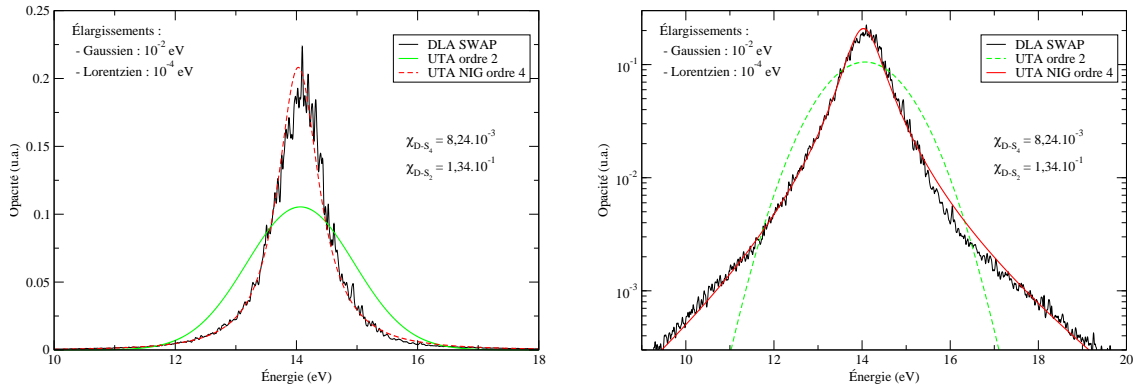 Élargissements :
- Gaussien : 10⁻² eV
- Lorentzien : 10⁻⁴ eV
DLA SWAP
UTA ordre 2
UTA NIG ordre 4
χD-S₄ = 8,24.10⁻³
χD-S₂ = 1,34.10⁻¹
0.25
0.2
0.15
0.1
0.05
0
Opacité (u.a.)
10 12 14 16 18
Énergie (eV)
Élargissements :
- Gaussien : 10⁻² eV
- Lorentzien : 10⁻⁴ eV
DLA SWAP
UTA ordre 2
UTA NIG ordre 4
χD-S₄ = 8,24.10⁻³
χD-S₂ = 1,34.10⁻¹
10⁻¹
10⁻²
10⁻³
Opacité (u.a.)
10 12 14 16 18 20
Énergie (eV)